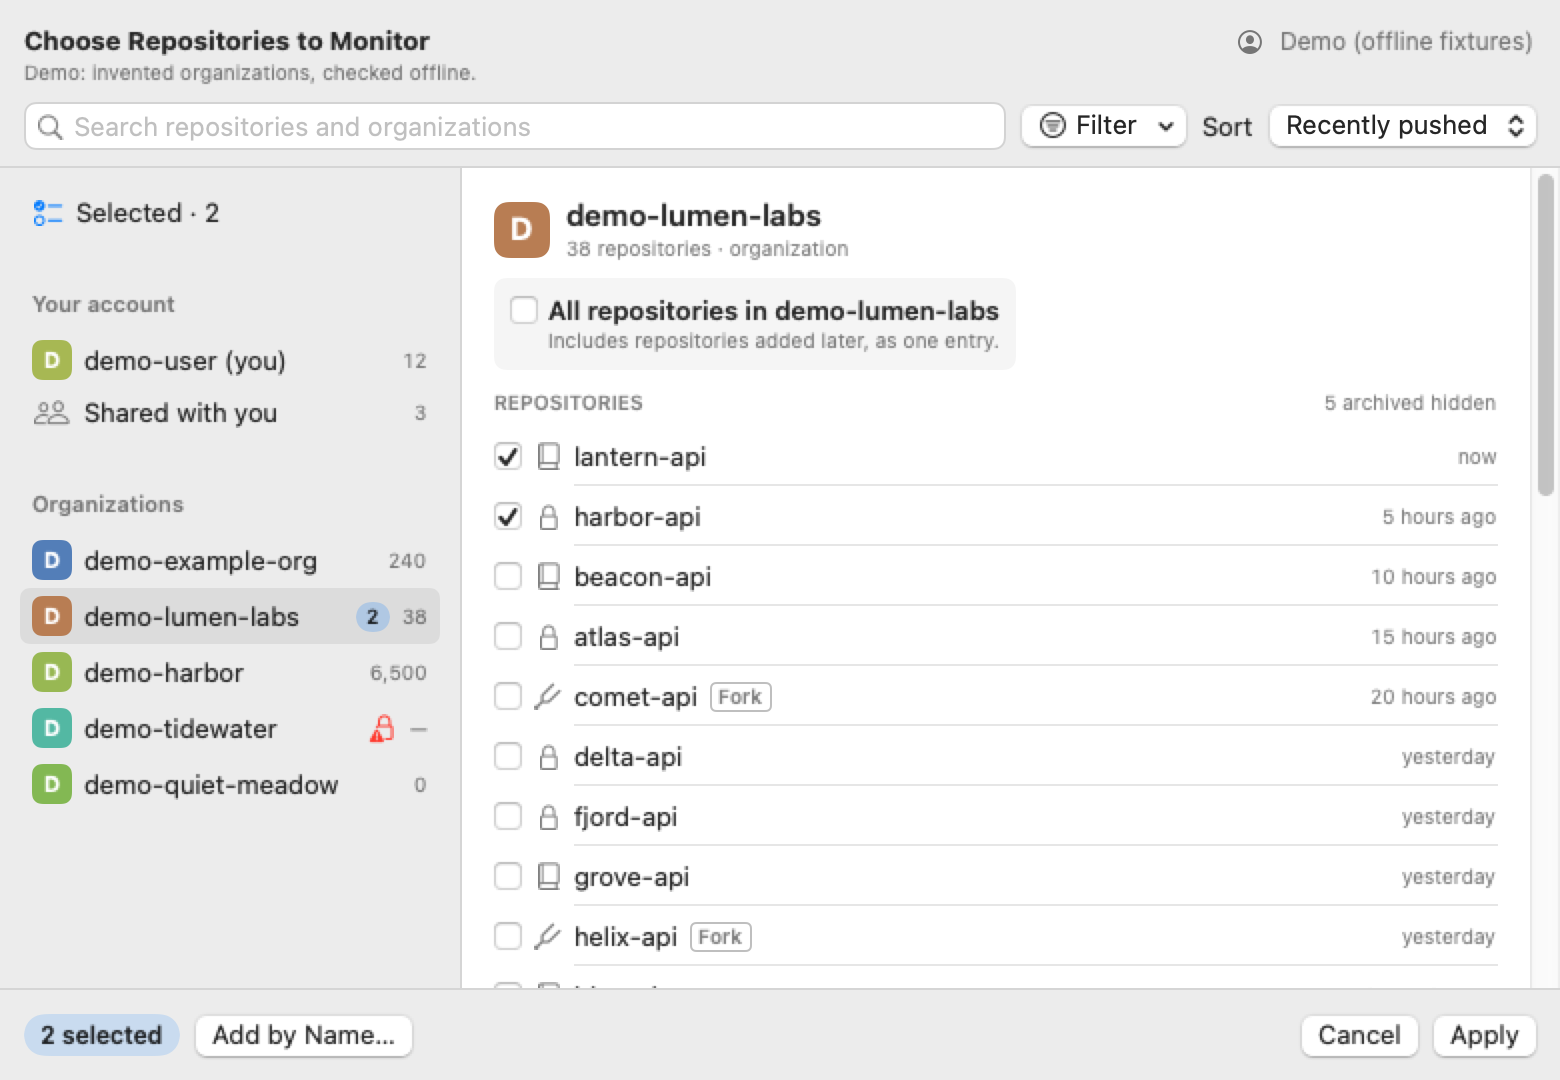 Choose Repositories to Monitor
Demo (offline fixtures)
Demo: invented organizations, checked offline.
Search repositories and organizations
Filter
Sort
Recently pushed
Selected · 2
Your account
D demo-user (you) 12
Shared with you 3
Organizations
D demo-example-org 240
D demo-lumen-labs 2 38
D demo-harbor 6,500
D demo-tidewater —
D demo-quiet-meadow 0
D
demo-lumen-labs
38 repositories · organization
All repositories in demo-lumen-labs
Includes repositories added later, as one entry.
REPOSITORIES 5 archived hidden
lantern-api now
harbor-api 5 hours ago
beacon-api 10 hours ago
atlas-api 15 hours ago
comet-api Fork 20 hours ago
delta-api yesterday
fjord-api yesterday
grove-api yesterday
helix-api Fork yesterday
2 selected
Add by Name...
Cancel
Apply